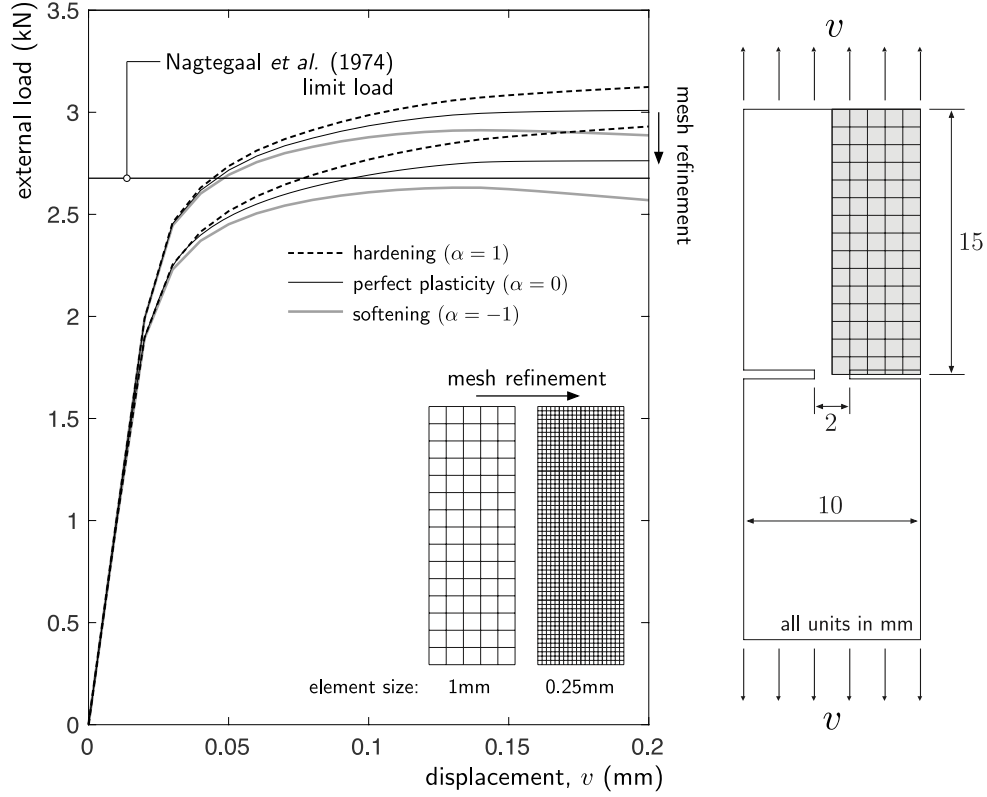 3.5
3
2.5
2
1.5
1
0.5
0
external load (kN)
Nagtegaal et al. (1974)
limit load
hardening (α = 1)
perfect plasticity (α = 0)
softening (α = −1)
mesh refinement
mesh refinement
element size: 1mm 0.25mm
0 0.05 0.1 0.15 0.2
displacement, v (mm)
v
15
2
10
all units in mm
v